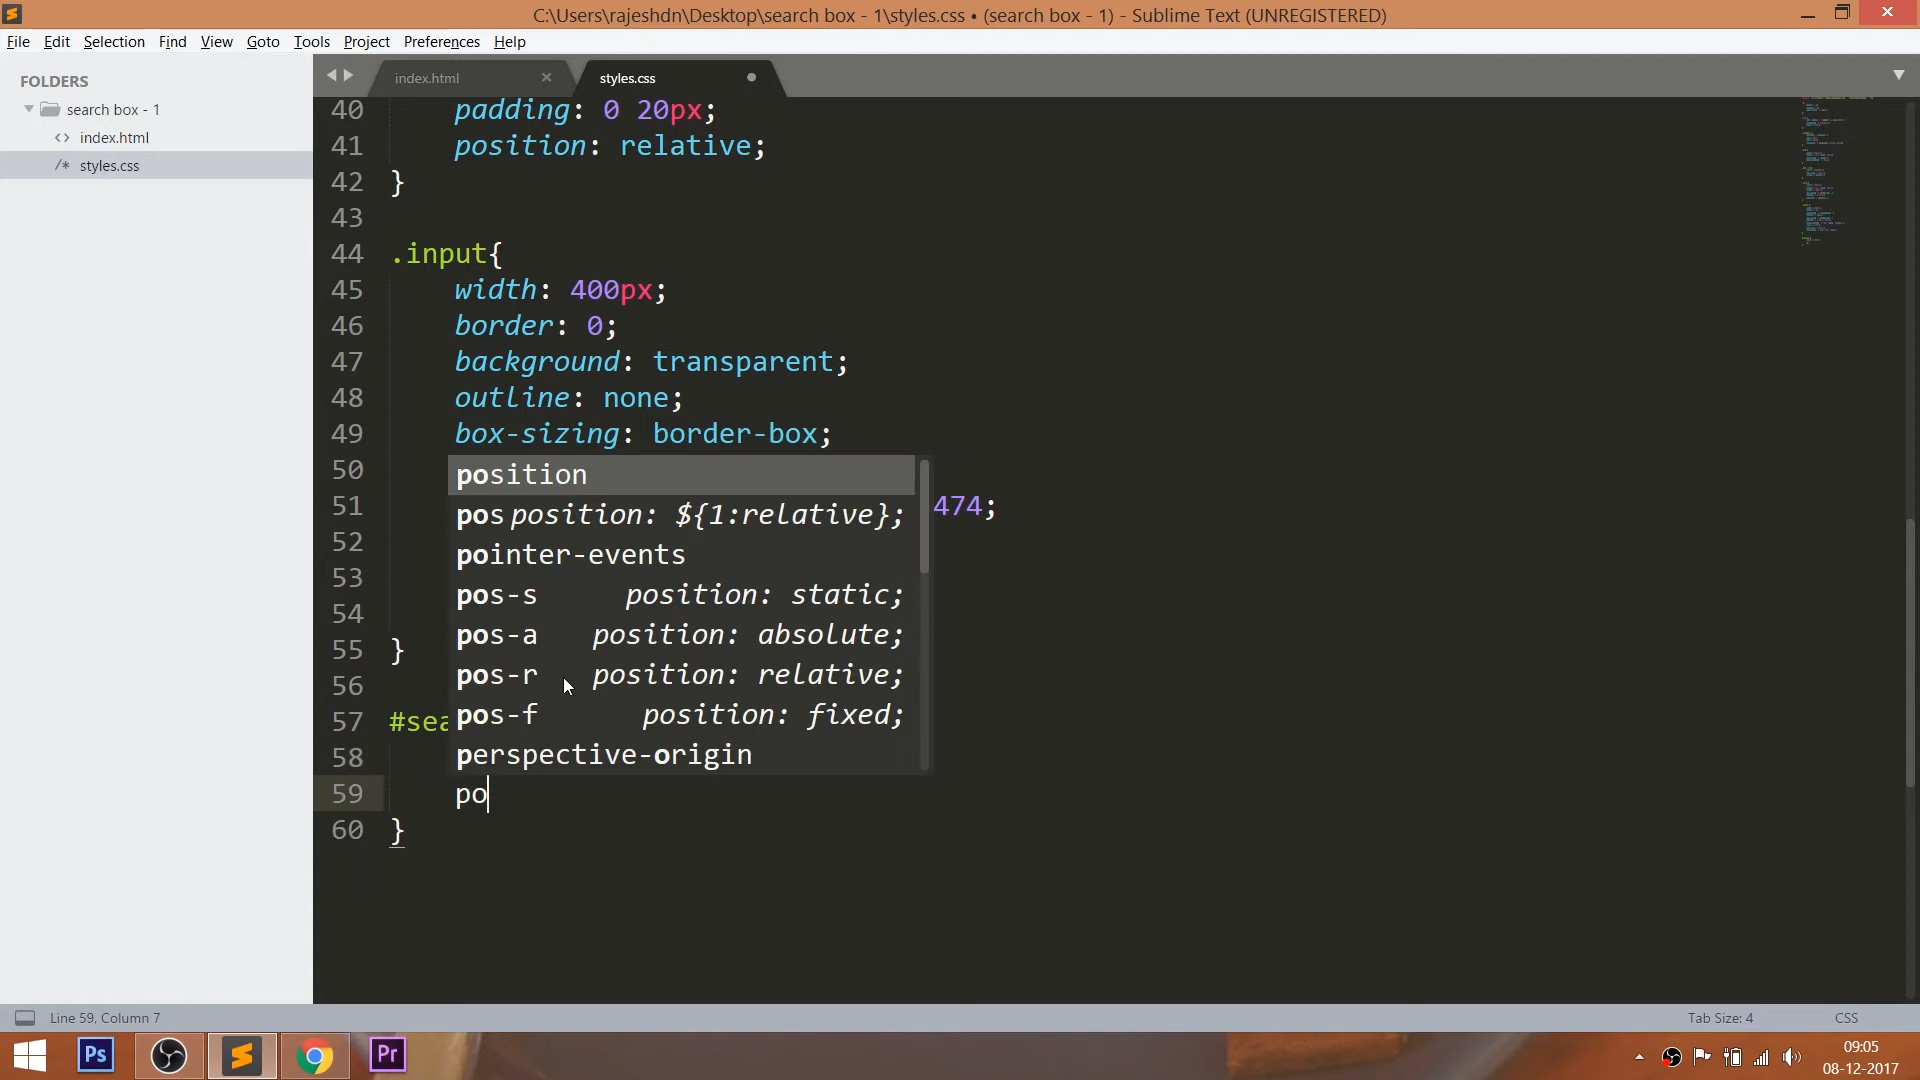 C:\Users\rajeshdn\Desktop\search box - 1\styles.css • (search box - 1) - Sublime Text (UNREGISTERED)
File Edit Selection Find View Goto Tools Project Preferences Help
FOLDERS
search box - 1
<> index.html
/* styles.css
index.html × styles.css
40 padding: 0 20px;
41 position: relative;
42 }
43
44 .input{
45 width: 400px;
46 border: 0;
47 background: transparent;
48 outline: none;
49 box-sizing: border-box;
50 position
51 474;
pos position: ${1:relative};
52 pointer-events
53 pos-s position: static;
54 pos-a position: absolute;
55 }
pos-r position: relative;
56
57 #sea
pos-f position: fixed;
58 perspective-origin
59 po
60 }
Line 59, Column 7 Tab Size: 4 CSS
Ps Pr
09:05
08-12-2017